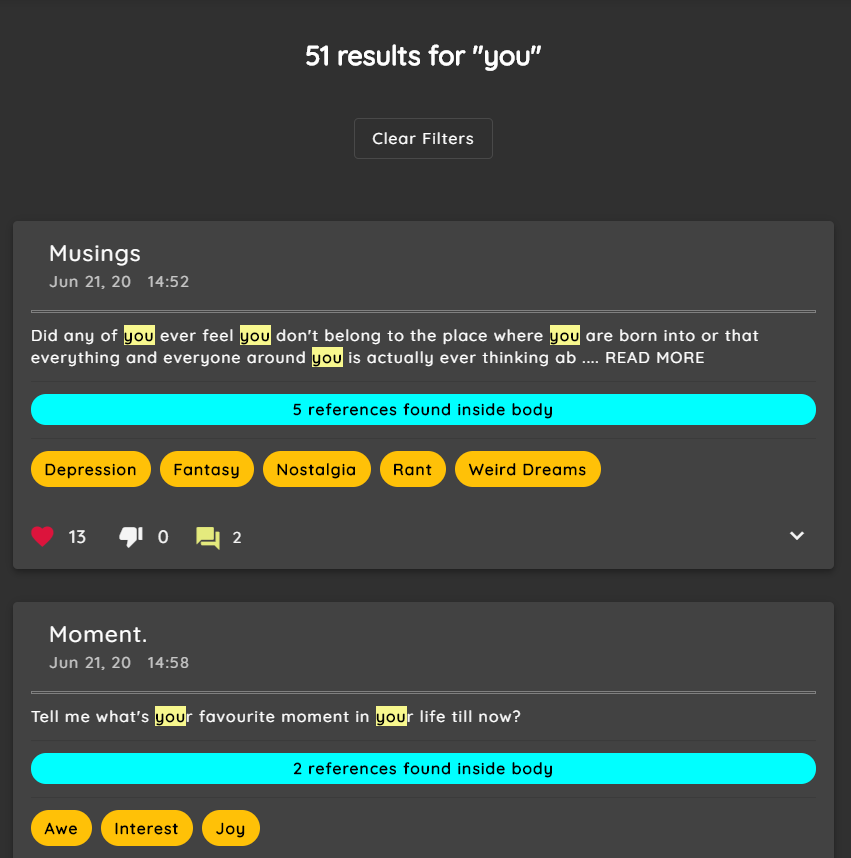 51 results for "you"
Clear Filters
Musings
Jun 21, 20 14:52
Did any of you ever feel you don't belong to the place where you are born into or that
everything and everyone around you is actually ever thinking ab .... READ MORE
5 references found inside body
Depression Fantasy Nostalgia Rant Weird Dreams
13 0 2
Moment.
Jun 21, 20 14:58
Tell me what's your favourite moment in your life till now?
2 references found inside body
Awe Interest Joy